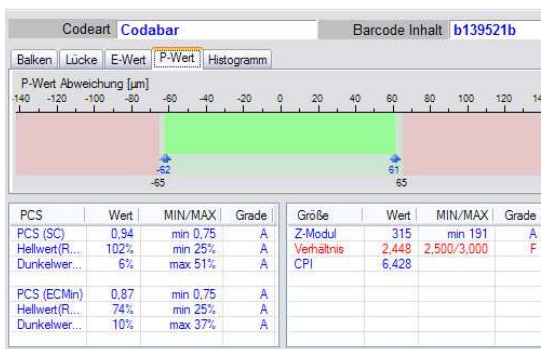 Codeart Codabar Barcode Inhalt b139521b
Balken Lücke E-Wert P-Wert Histogramm
P-Wert Abweichung [µm]
-140 -120 -100 -80 -60 -40 -20 0 20 40 60 80 100 120 14
-62 61
-65 65
PCS Wert MIN/MAX Grade Größe Wert MIN/MAX Grade
PCS (SC) 0,94 min 0,75 A Z-Modul 315 min 191 A
Hellwert(R... 102% min 25% A Verhältnis 2,448 2,500/3,000 F
Dunkelwer... 6% max 51% A CPI 6,428
PCS (ECMin) 0,87 min 0,75 A
Hellwert(R... 74% min 25% A
Dunkelwer... 10% max 37% A